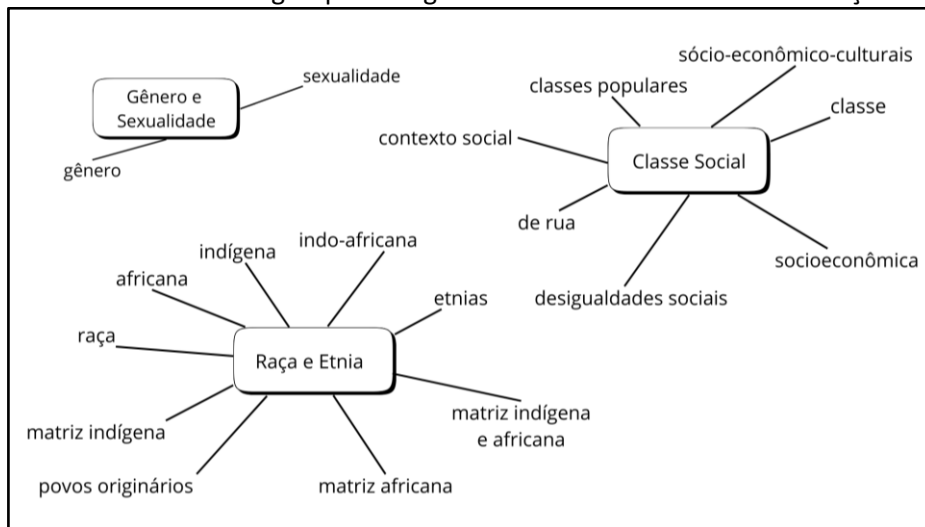 sexualidade
Gênero e
Sexualidade
gênero
sócio-econômico-culturais
classes populares
classe
contexto social
Classe Social
de rua
socioeconômica
desigualdades sociais
indo-africana
indígena
africana
etnias
raça
Raça e Etnia
matriz indígena
e africana
matriz indígena
povos originários
matriz africana